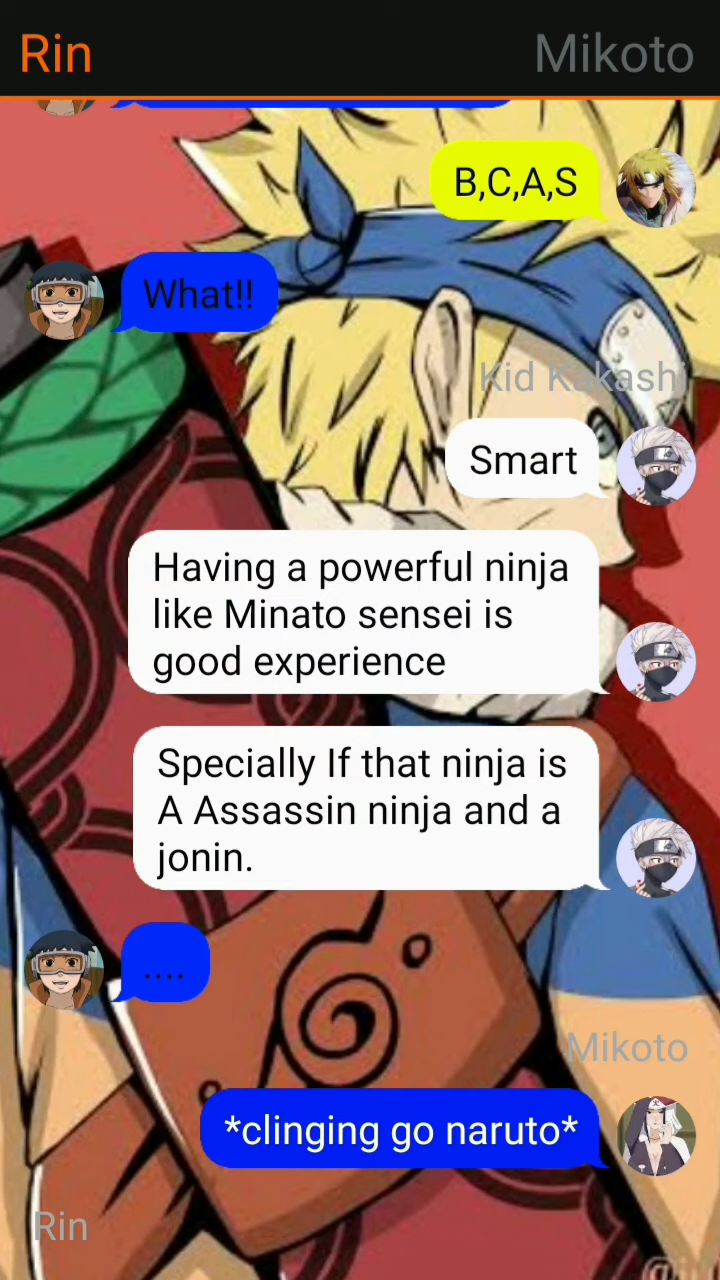 Rin
Mikoto
B,C,A,S
What!!
Kid Kakashi
Smart
Having a powerful ninja
like Minato sensei is
good experience
Specially If that ninja is
A Assassin ninja and a
jonin.
....
Mikoto
*clinging go naruto*
Rin